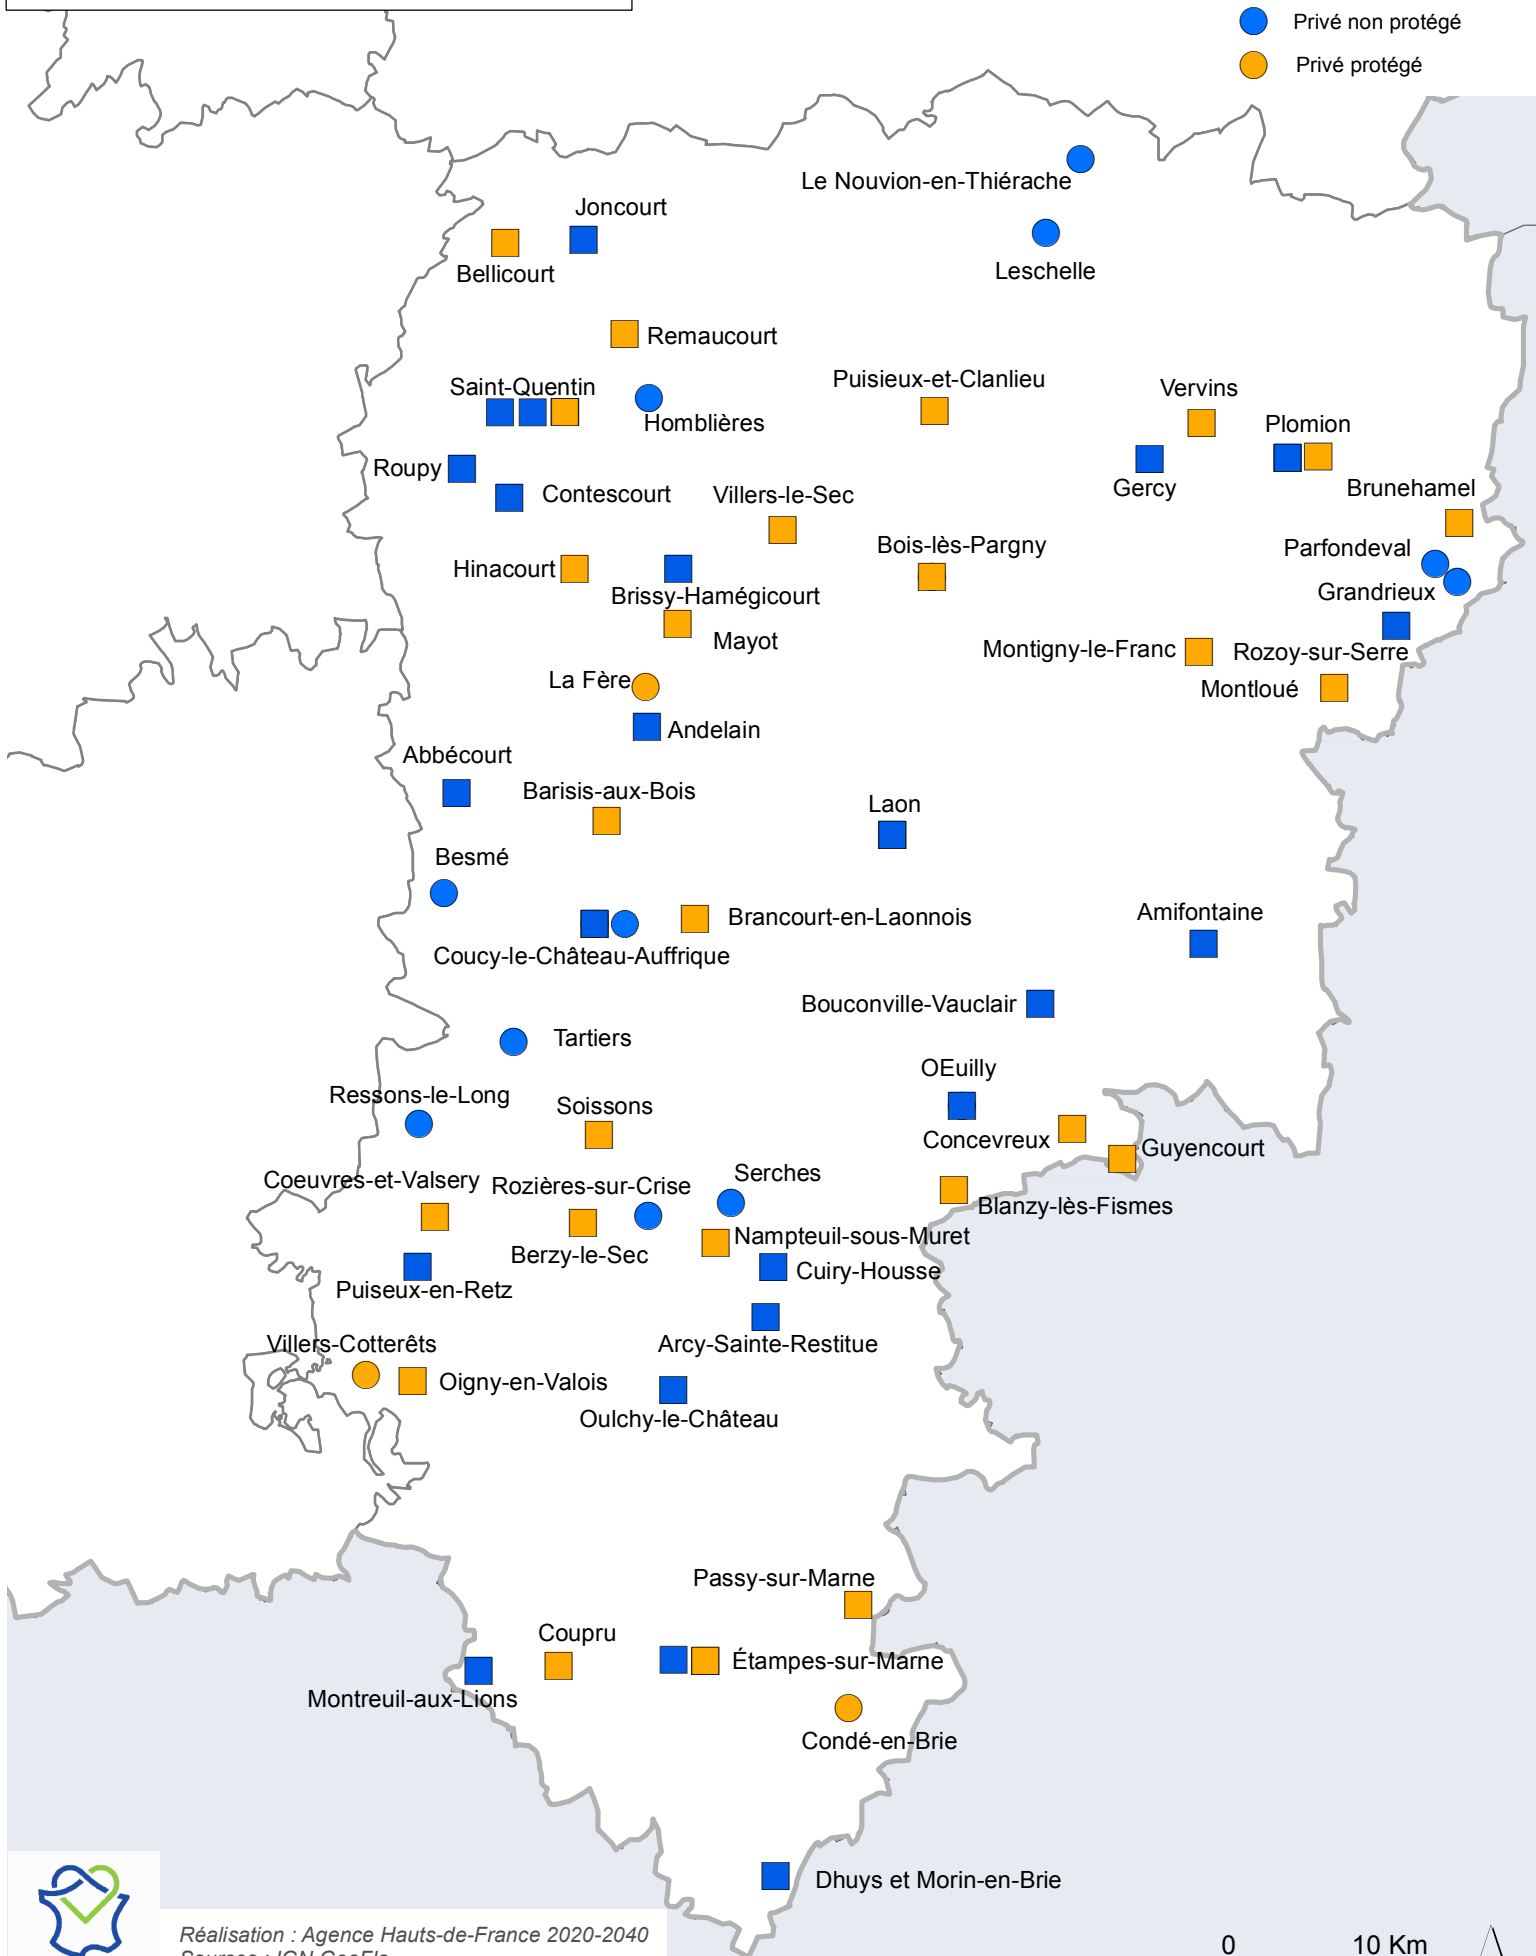 Privé non protégé
Privé protégé
Le Nouvion-en-Thiérache
Joncourt
Leschelle
Bellicourt
Remaucourt
Puisieux-et-Clanlieu
Saint-Quentin
Vervins
Homblières
Plomion
Roupy
Gercy
Brunehamel
Contescourt
Villers-le-Sec
Bois-lès-Pargny
Parfondeval
Hinacourt
Grandrieux
Brissy-Hamégicourt
Mayot
Montigny-le-Franc
Rozoy-sur-Serre
La Fère
Montloué
Andelain
Abbécourt
Barisis-aux-Bois
Laon
Besmé
Brancourt-en-Laonnois
Amifontaine
Coucy-le-Château-Auffrique
Bouconville-Vauclair
Tartiers
OEuilly
Ressons-le-Long
Soissons
Concevreux
Guyencourt
Serches
Coeuvres-et-Valsery
Rozières-sur-Crise
Blanzy-lès-Fismes
Nampteuil-sous-Muret
Berzy-le-Sec
Cuiry-Housse
Puiseux-en-Retz
Villers-Cotterêts
Arcy-Sainte-Restitue
Oigny-en-Valois
Oulchy-le-Château
Passy-sur-Marne
Coupru
Étampes-sur-Marne
Montreuil-aux-Lions
Condé-en-Brie
Dhuys et Morin-en-Brie
Réalisation : Agence Hauts-de-France 2020-2040
Sources : IGN GeoFla
0 10 Km